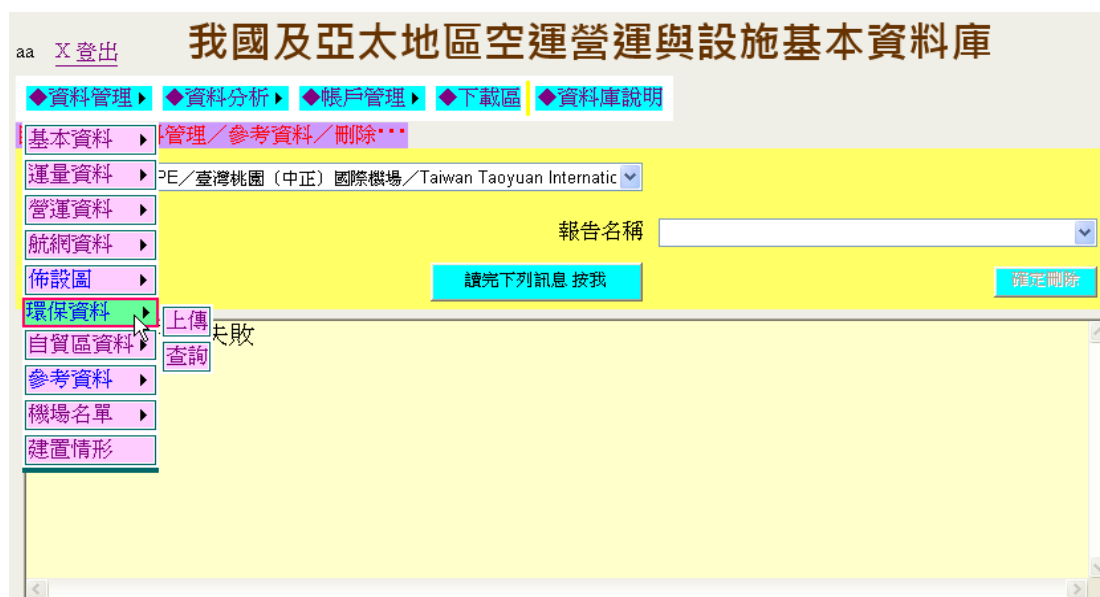 aa X 登出 我國及亞太地區空運營運與設施基本資料庫
◆資料管理▶ ◆資料分析▶ ◆帳戶管理▶ ◆下載區 ◆資料庫說明
管理／參考資料／刪除‧‧‧
基本資料
運量資料
PE／臺灣桃園（中正）國際機場／Taiwan Taoyuan Internatic
營運資料
報告名稱
航網資料
佈設圖
讀完下列訊息 按我
確定刪除
環保資料
上傳
失敗
自貿區資料
查詢
參考資料
機場名單
建置情形